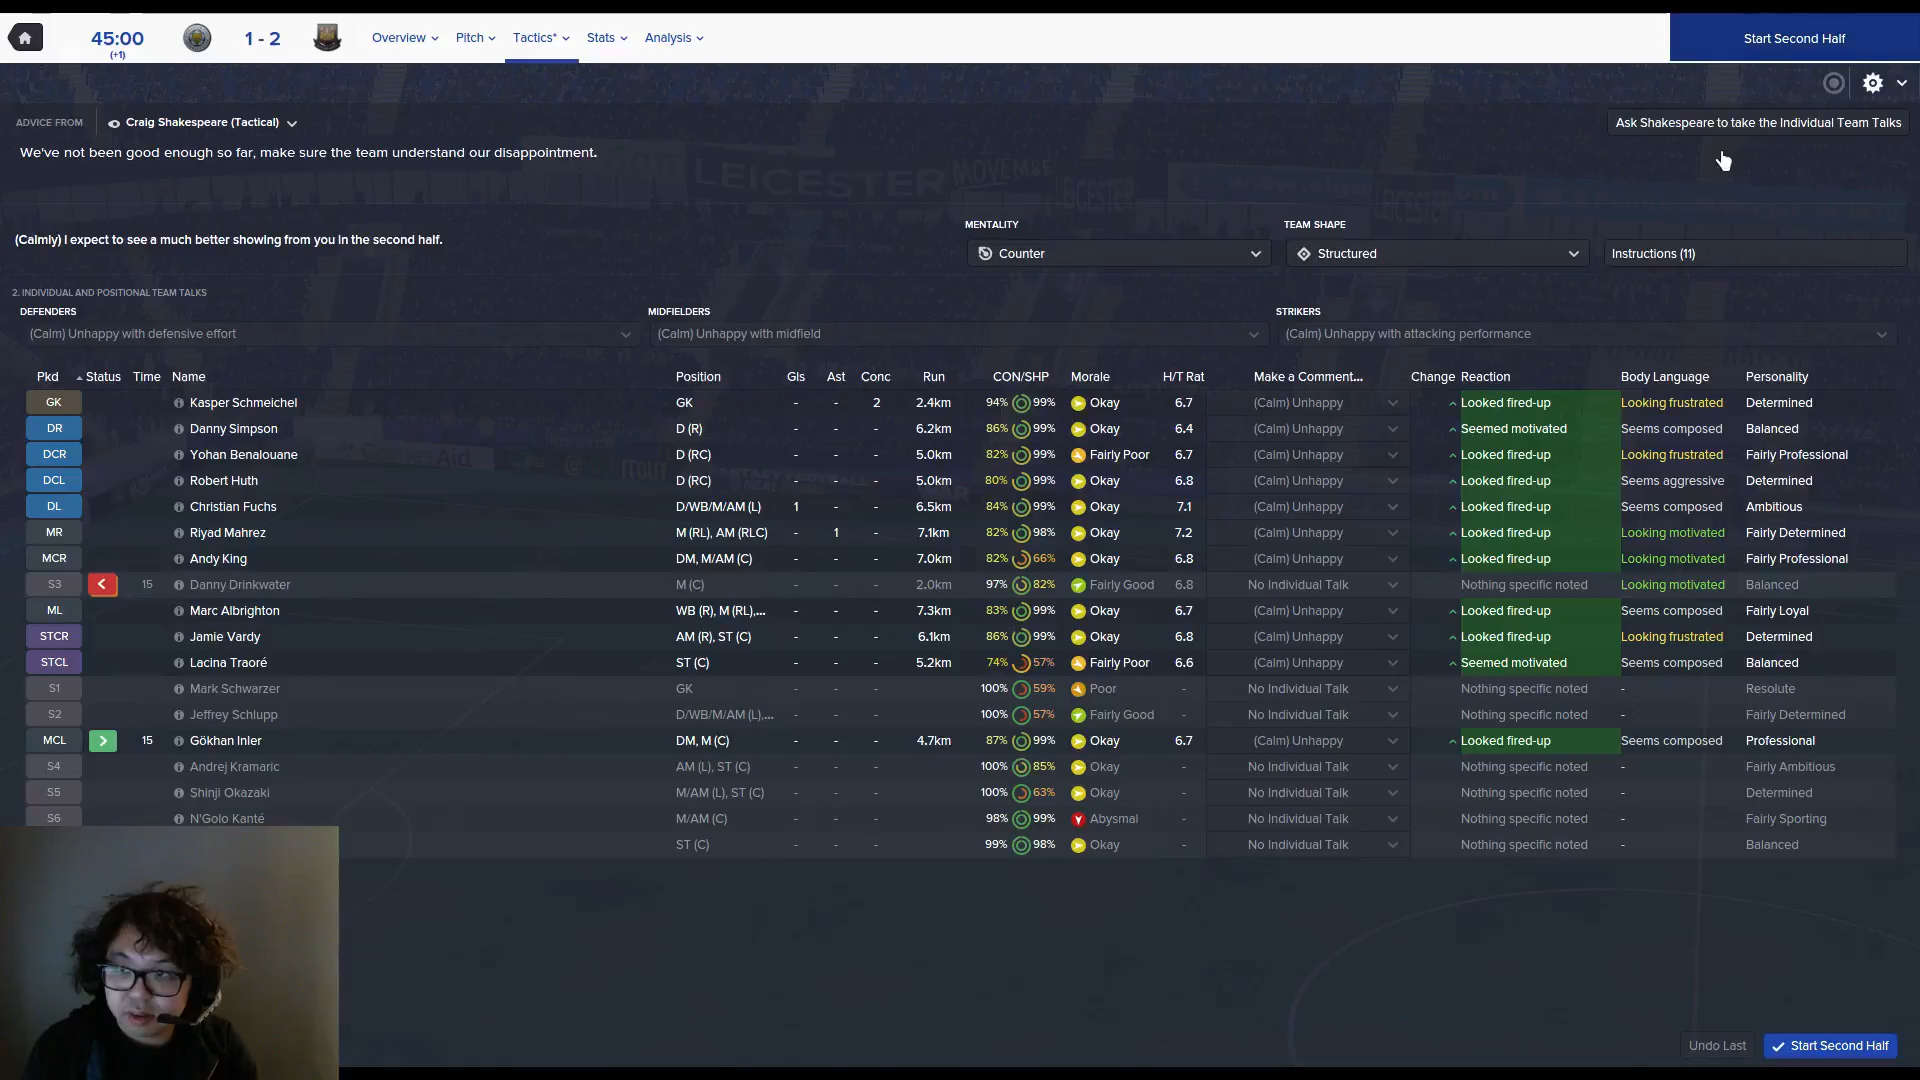 45:00
(+1)
1 - 2
Overview
Pitch
Tactics*
Stats
Analysis
Start Second Half
ADVICE FROM
Craig Shakespeare (Tactical)
Ask Shakespeare to take the Individual Team Talks
We've not been good enough so far, make sure the team understand our disappointment.
LEICESTER
LEICESTER
MENTALITY
TEAM SHAPE
(Calmly) I expect to see a much better showing from you in the second half.
Counter
Structured
Instructions (11)
2. INDIVIDUAL AND POSITIONAL TEAM TALKS
DEFENDERS
MIDFIELDERS
STRIKERS
(Calm) Unhappy with defensive effort
(Calm) Unhappy with midfield
(Calm) Unhappy with attacking performance
Pkd Status Time Name Position Gls Ast Conc Run CON/SHP Morale H/T Rat Make a Comment... Change Reaction Body Language Personality
GK Kasper Schmeichel GK - - 2 2.4km 94% 99% Okay 6.7 (Calm) Unhappy Looked fired-up Looking frustrated Determined
DR Danny Simpson D (R) - - - 6.2km 86% 99% Okay 6.4 (Calm) Unhappy Seemed motivated Seems composed Balanced
DCR Yohan Benalouane D (RC) - - - 5.0km 82% 99% Fairly Poor 6.7 (Calm) Unhappy Looked fired-up Looking frustrated Fairly Professional
DCL Robert Huth D (RC) - - - 5.0km 80% 99% Okay 6.8 (Calm) Unhappy Looked fired-up Seems aggressive Determined
DL Christian Fuchs D/WB/M/AM (L) 1 - - 6.5km 84% 99% Okay 7.1 (Calm) Unhappy Looked fired-up Seems composed Ambitious
MR Riyad Mahrez M (RL), AM (RLC) - 1 - 7.1km 82% 98% Okay 7.2 (Calm) Unhappy Looked fired-up Looking motivated Fairly Determined
MCR Andy King DM, M/AM (C) - - - 7.0km 82% 66% Okay 6.8 (Calm) Unhappy Looked fired-up Looking motivated Fairly Professional
S3 15 Danny Drinkwater M (C) - - - 2.0km 97% 82% Fairly Good 6.8 No Individual Talk Nothing specific noted Looking motivated Balanced
ML Marc Albrighton WB (R), M (RL),... - - - 7.3km 83% 99% Okay 6.7 (Calm) Unhappy Looked fired-up Seems composed Fairly Loyal
STCR Jamie Vardy AM (R), ST (C) - - - 6.1km 86% 99% Okay 6.8 (Calm) Unhappy Looked fired-up Looking frustrated Determined
STCL Lacina Traoré ST (C) - - - 5.2km 74% 57% Fairly Poor 6.6 (Calm) Unhappy Seemed motivated Seems composed Balanced
S1 Mark Schwarzer GK - - - 100% 59% Poor - No Individual Talk Nothing specific noted - Resolute
S2 Jeffrey Schlupp D/WB/M/AM (L),... - - - 100% 57% Fairly Good - No Individual Talk Nothing specific noted - Fairly Determined
MCL 15 Gökhan Inler DM, M (C) - - - 4.7km 87% 99% Okay 6.7 (Calm) Unhappy Looked fired-up Seems composed Professional
S4 Andrej Kramaric AM (L), ST (C) - - - 100% 85% Okay - No Individual Talk Nothing specific noted - Fairly Ambitious
S5 Shinji Okazaki M/AM (L), ST (C) - - - 100% 63% Okay - No Individual Talk Nothing specific noted - Determined
S6 N'Golo Kanté M/AM (C) - - - 98% 99% Abysmal - No Individual Talk Nothing specific noted - Fairly Sporting
ST (C) - - - 99% 98% Okay - No Individual Talk Nothing specific noted - Balanced
Undo Last
Start Second Half